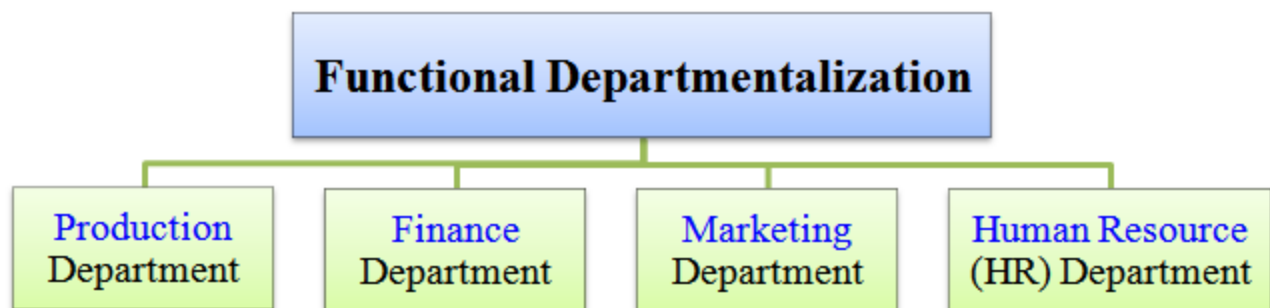 Functional Departmentalization
Production
Department
Finance
Department
Marketing
Department
Human Resource
(HR) Department